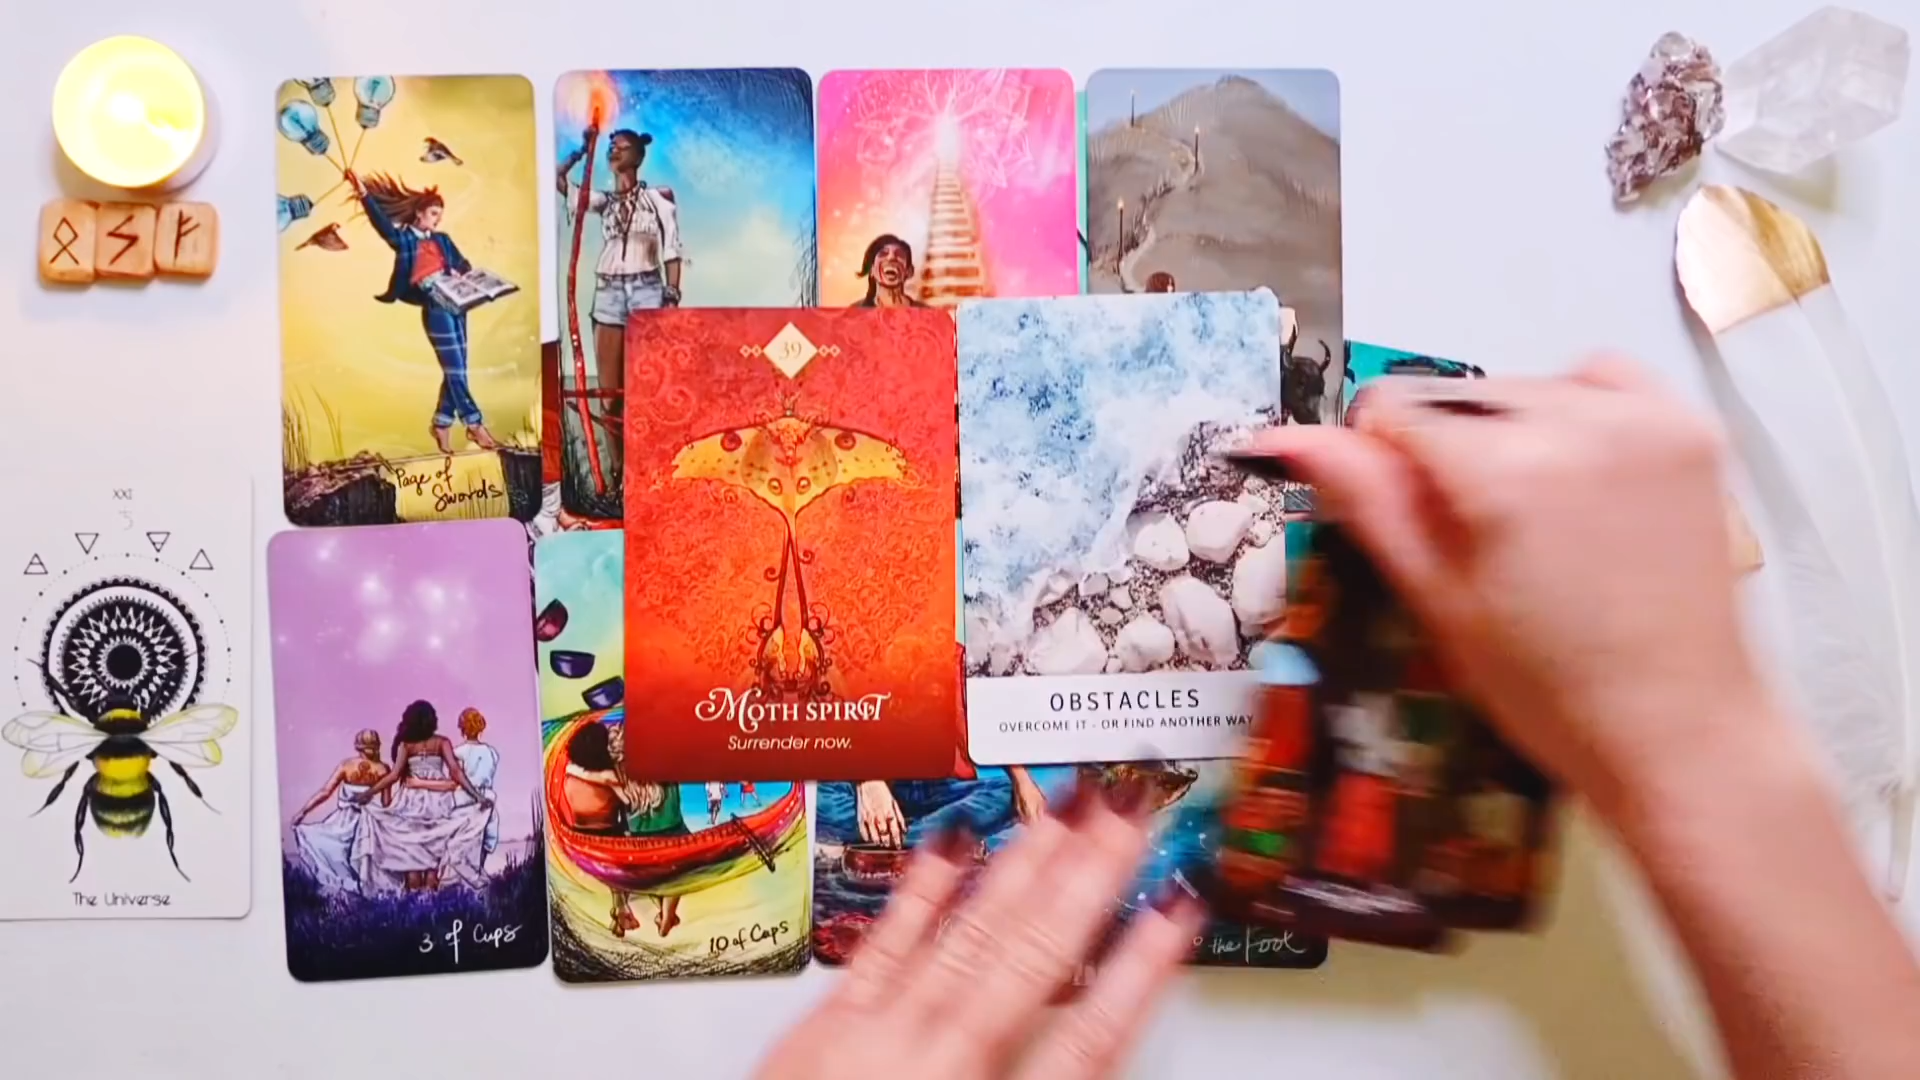 Page of
Swords
39
MOTH SPIRIT
Surrender now.
OBSTACLES
OVERCOME IT - OR FIND ANOTHER WAY
XXI
The Universe
3 of Cups
10 of Cups
the Fool